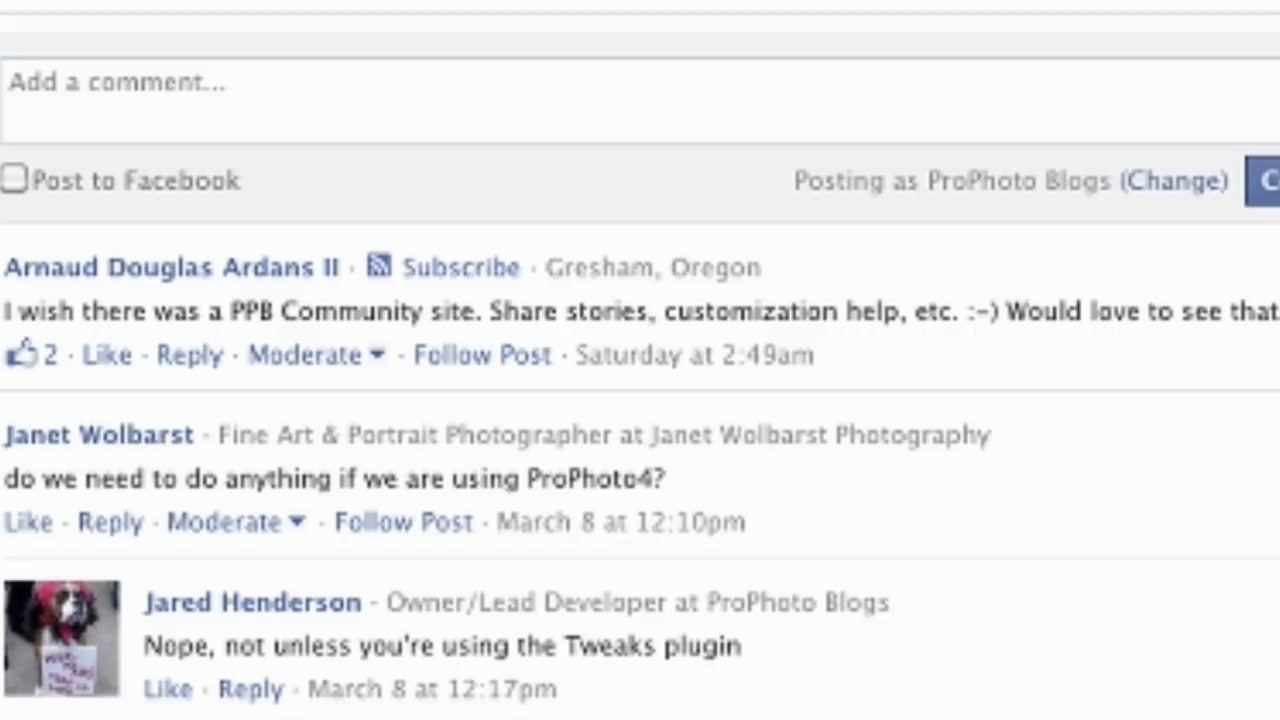 Add a comment...
Post to Facebook
Posting as ProPhoto Blogs (Change)
Arnaud Douglas Ardans II · Subscribe · Gresham, Oregon
I wish there was a PPB Community site. Share stories, customization help, etc. :-) Would love to see that
2 · Like · Reply · Moderate · Follow Post · Saturday at 2:49am
Janet Wolbarst · Fine Art & Portrait Photographer at Janet Wolbarst Photography
do we need to do anything if we are using ProPhoto4?
Like · Reply · Moderate · Follow Post · March 8 at 12:10pm
Jared Henderson · Owner/Lead Developer at ProPhoto Blogs
Nope, not unless you're using the Tweaks plugin
Like · Reply · March 8 at 12:17pm